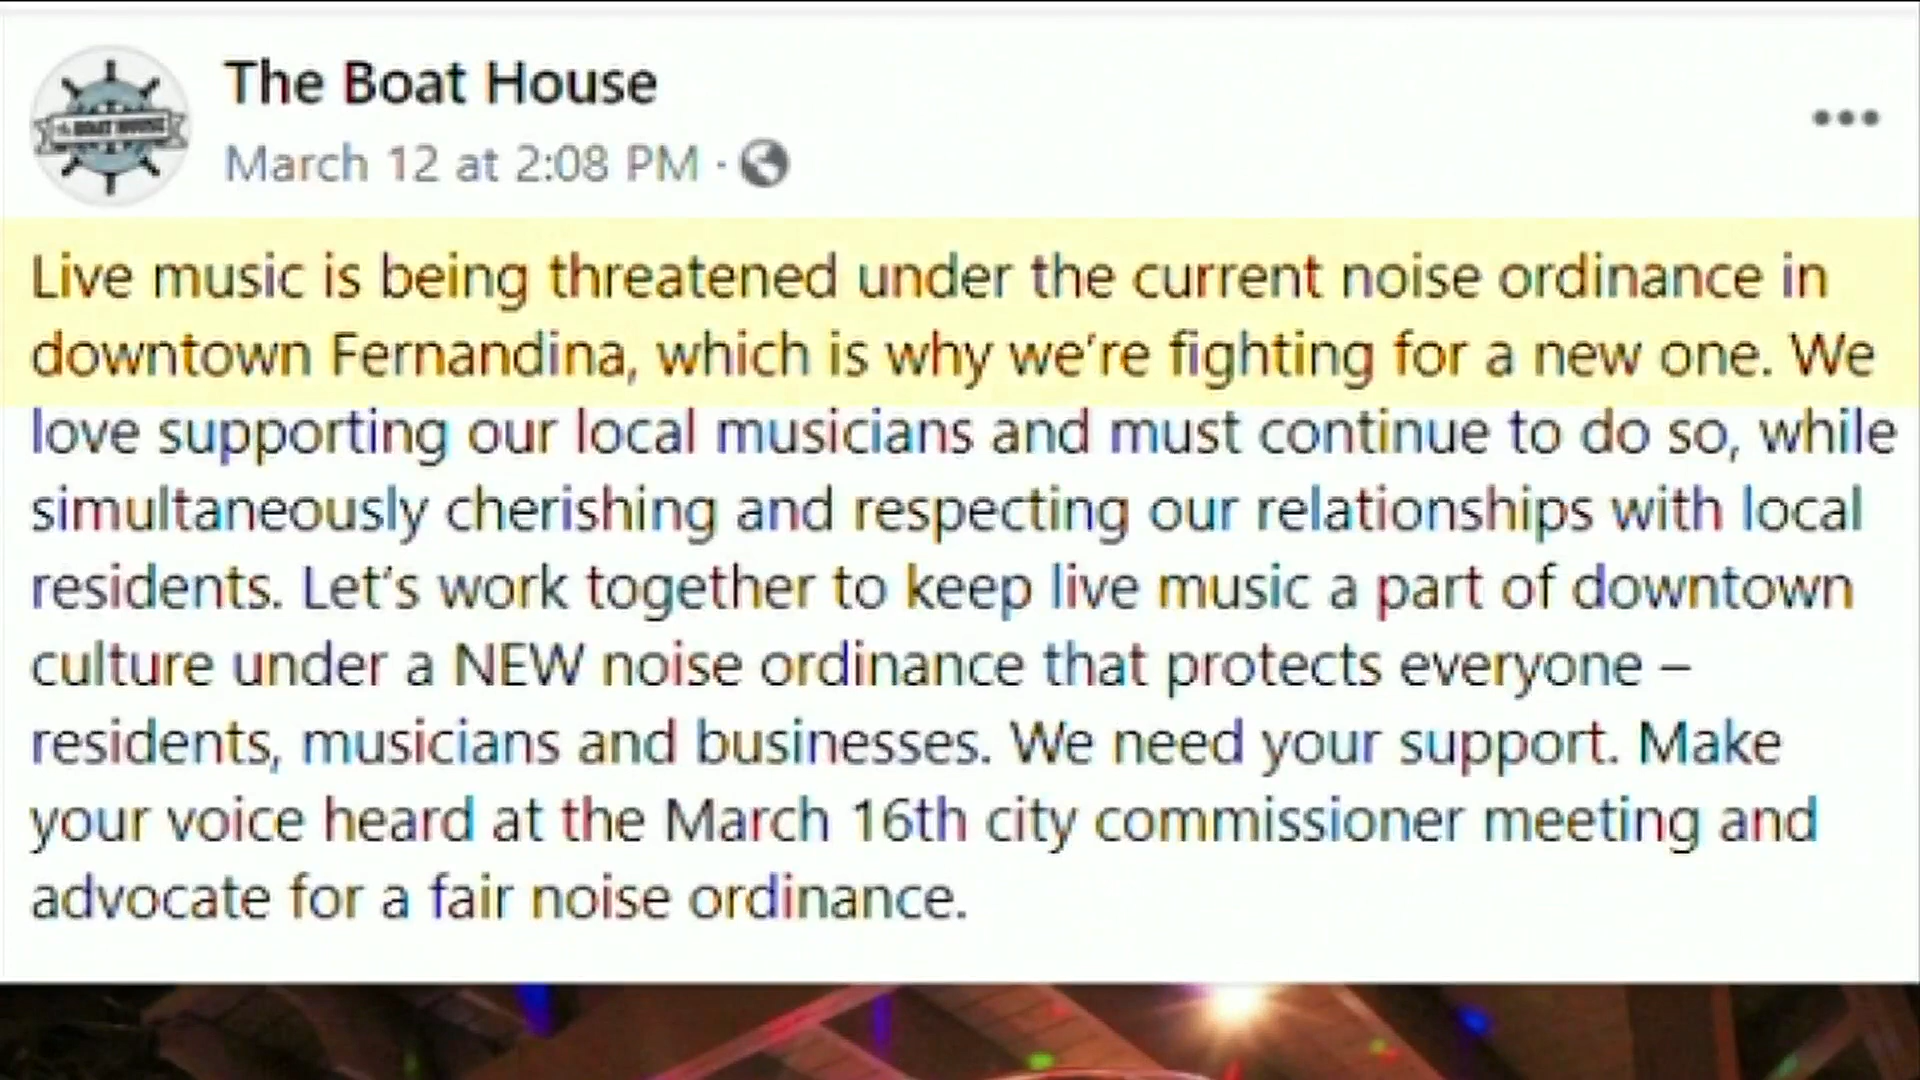 The Boat House
March 12 at 2:08 PM ·
BOAT HOUSE
Live music is being threatened under the current noise ordinance in
downtown Fernandina, which is why we're fighting for a new one. We
love supporting our local musicians and must continue to do so, while
simultaneously cherishing and respecting our relationships with local
residents. Let's work together to keep live music a part of downtown
culture under a NEW noise ordinance that protects everyone –
residents, musicians and businesses. We need your support. Make
your voice heard at the March 16th city commissioner meeting and
advocate for a fair noise ordinance.